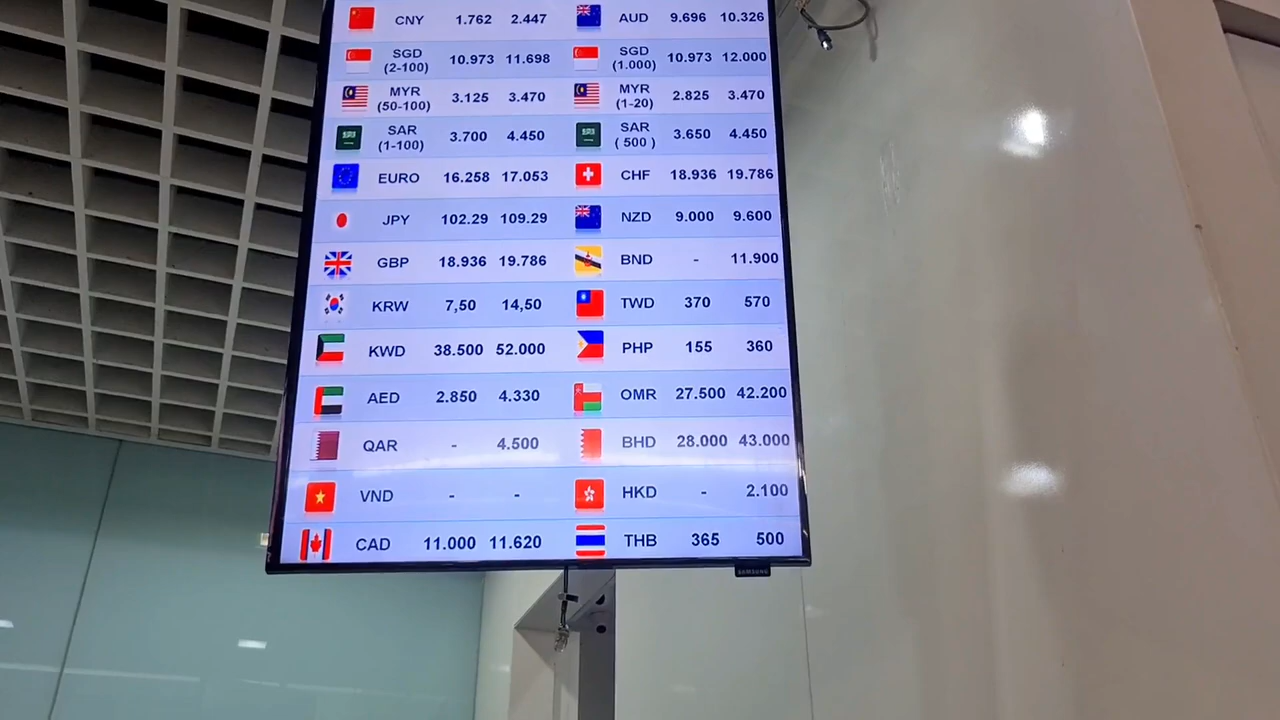 CNY 1.762 2.447 AUD 9.696 10.326
SGD (2-100) 10.973 11.698 SGD (1.000) 10.973 12.000
MYR (50-100) 3.125 3.470 MYR (1-20) 2.825 3.470
SAR (1-100) 3.700 4.450 SAR ( 500 ) 3.650 4.450
EURO 16.258 17.053 CHF 18.936 19.786
JPY 102.29 109.29 NZD 9.000 9.600
GBP 18.936 19.786 BND - 11.900
KRW 7,50 14,50 TWD 370 570
KWD 38.500 52.000 PHP 155 360
AED 2.850 4.330 OMR 27.500 42.200
QAR - 4.500 BHD 28.000 43.000
VND - - HKD - 2.100
CAD 11.000 11.620 THB 365 500
SAMSUNG